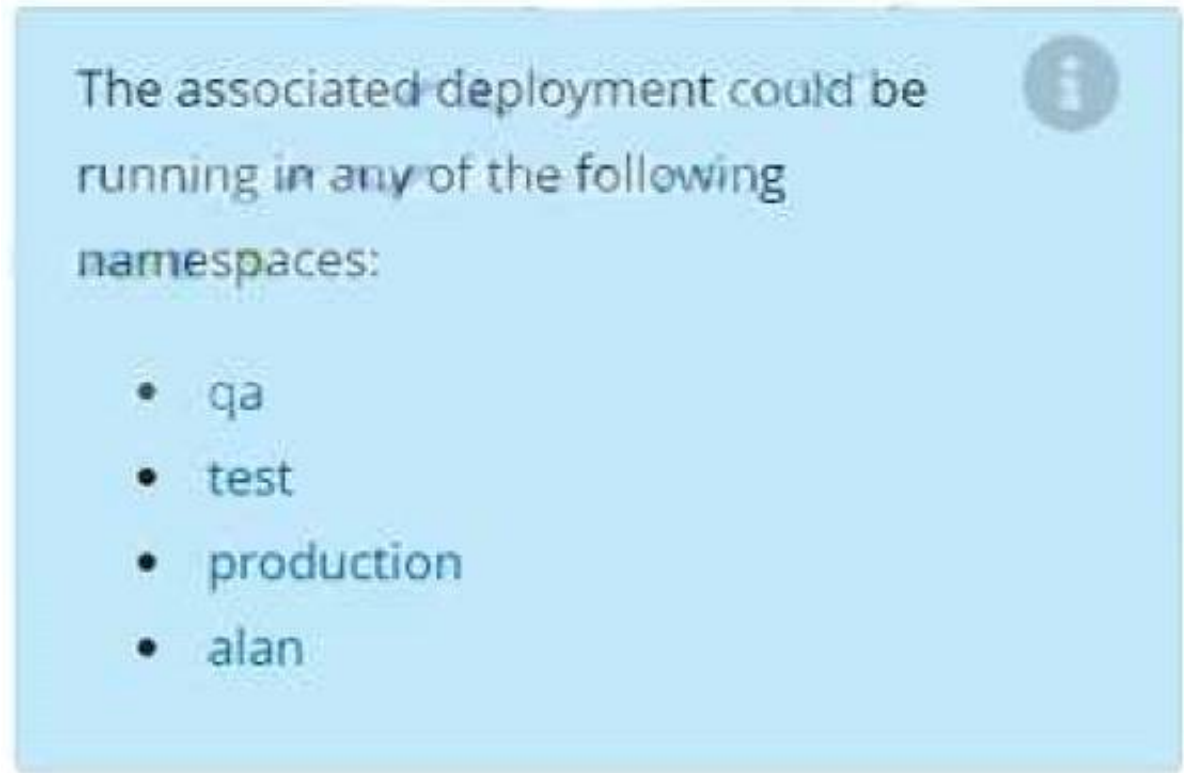 The associated deployment could be
running in any of the following
namespaces:
• qa
• test
• production
• alan